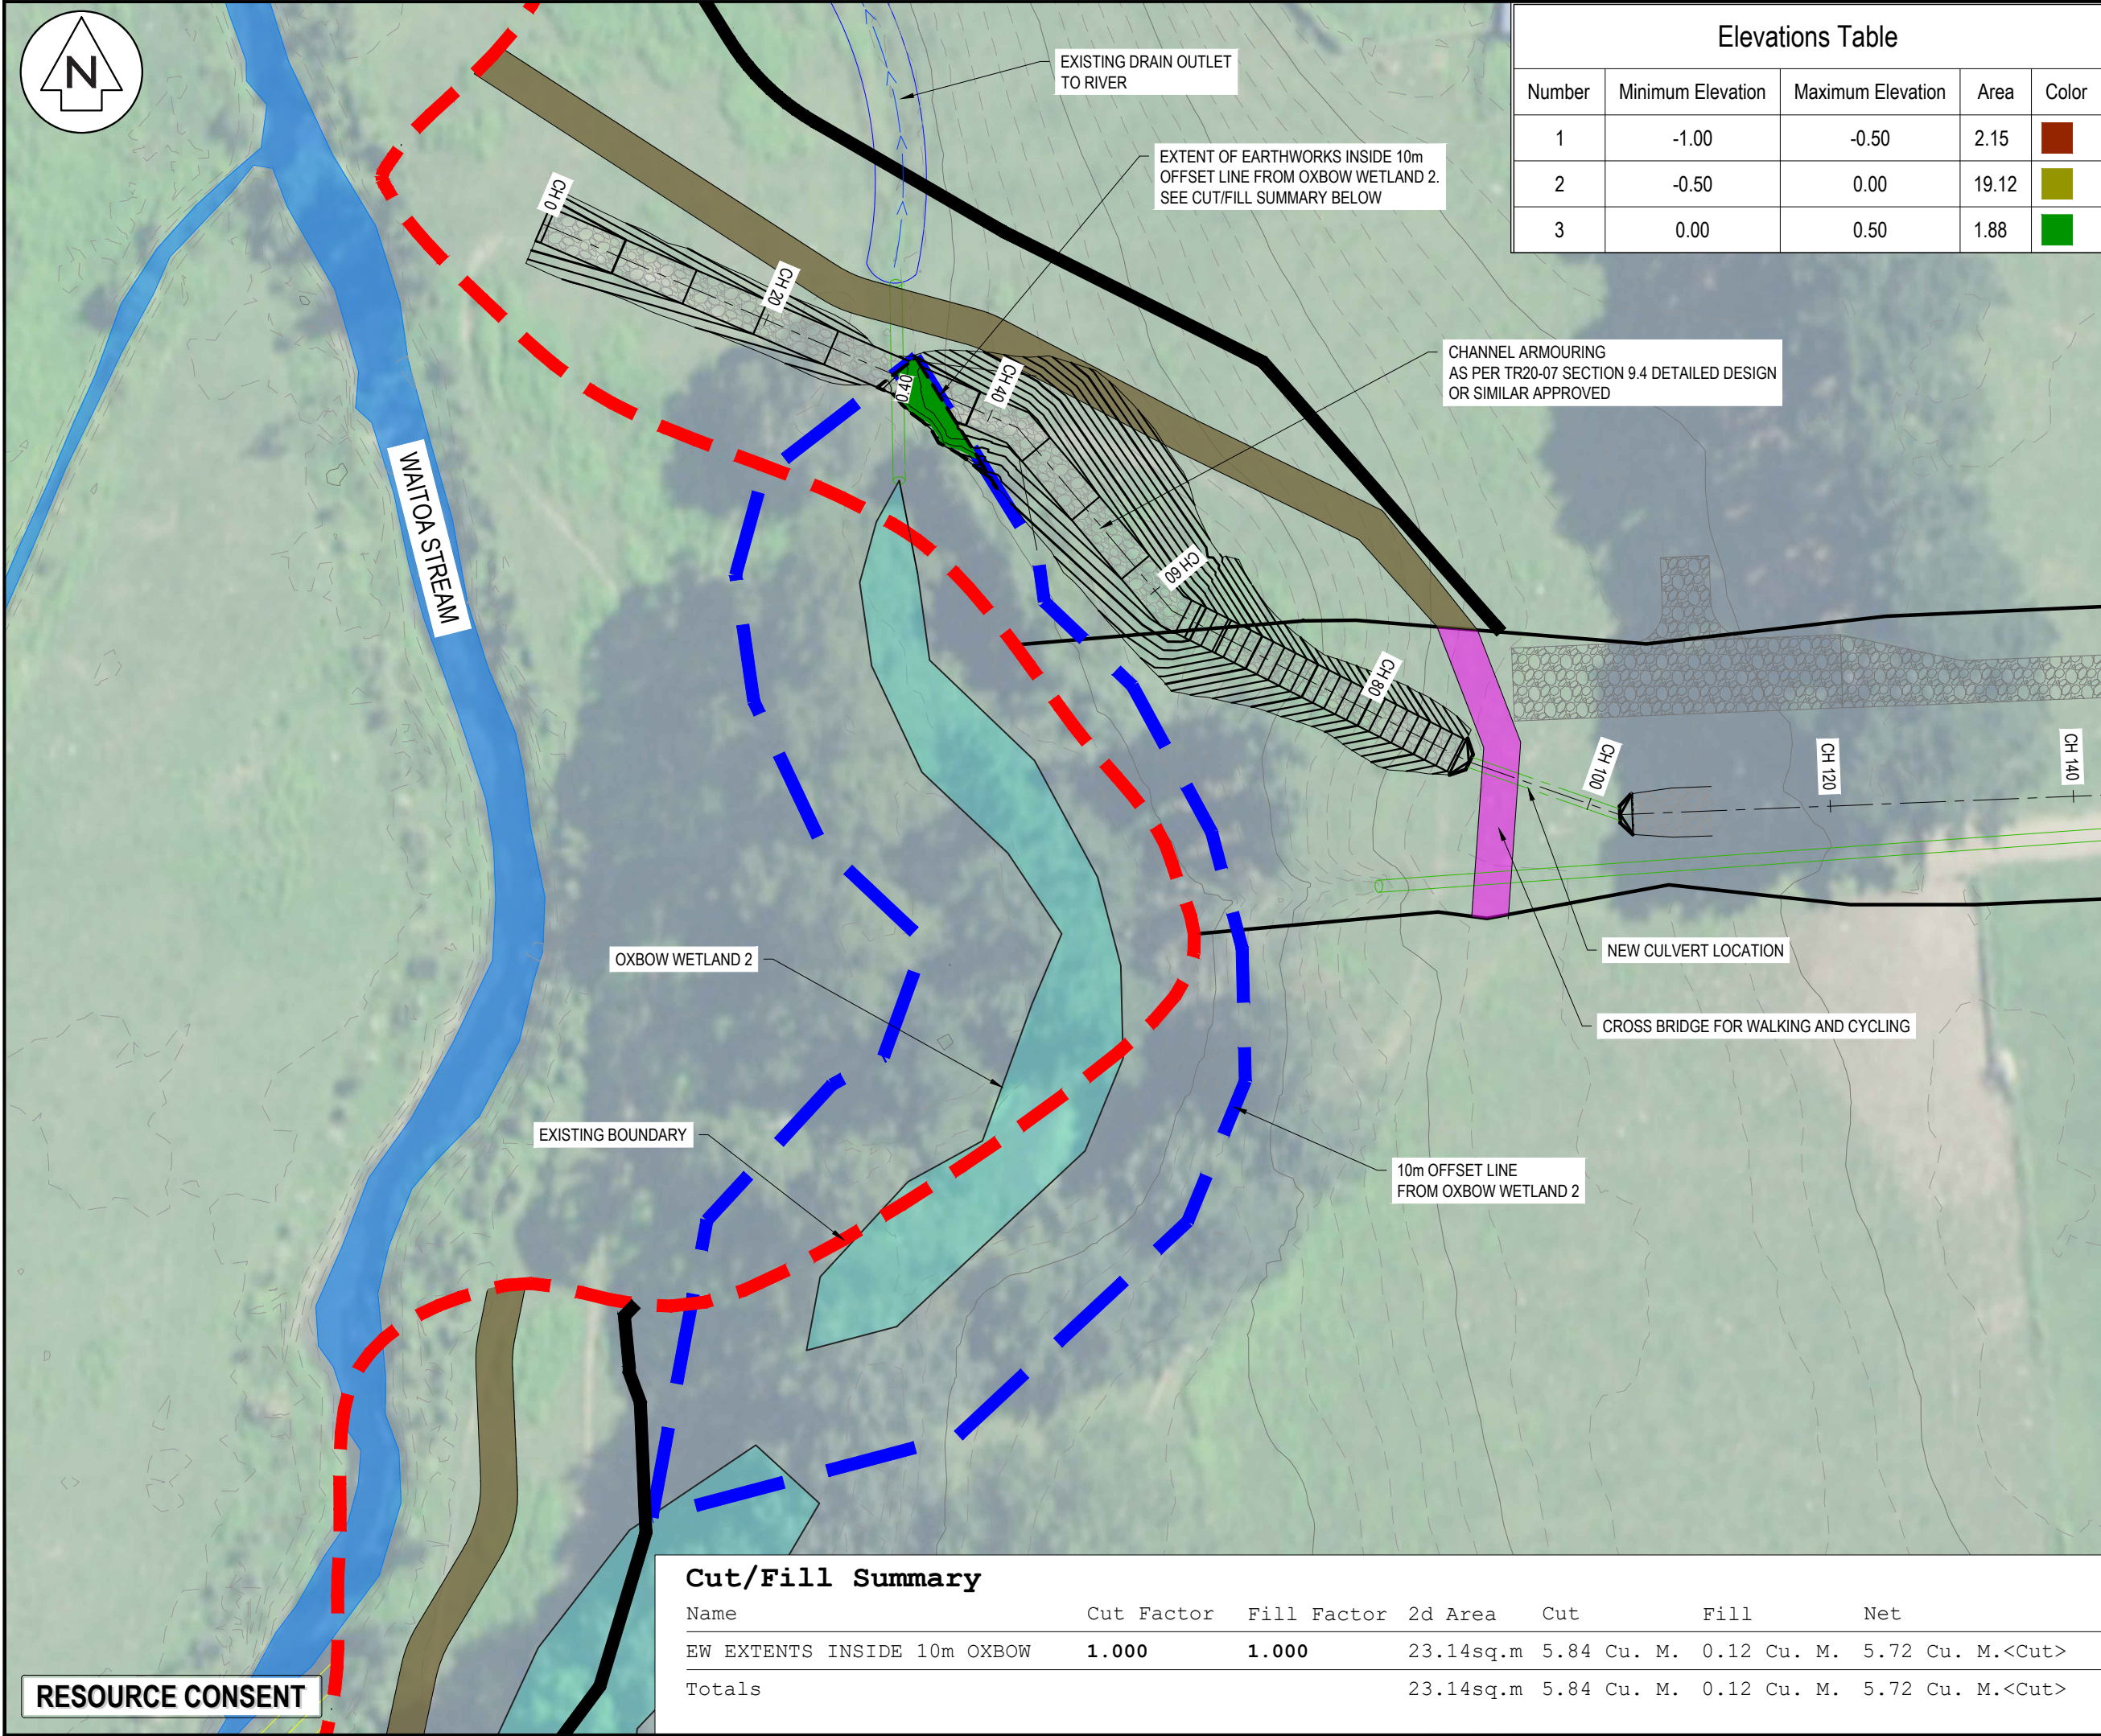 N
EXISTING DRAIN OUTLET
TO RIVER
EXTENT OF EARTHWORKS INSIDE 10m
OFFSET LINE FROM OXBOW WETLAND 2.
SEE CUT/FILL SUMMARY BELOW
Elevations Table
Number Minimum Elevation Maximum Elevation Area Color
1 -1.00 -0.50 2.15
2 -0.50 0.00 19.12
3 0.00 0.50 1.88
CH 0
CH 20
0.40
CH 40
CHANNEL ARMOURING
AS PER TR20-07 SECTION 9.4 DETAILED DESIGN
OR SIMILAR APPROVED
WAITOA STREAM
CH 60
CH 80
CH 100
CH 120
CH 140
OXBOW WETLAND 2
NEW CULVERT LOCATION
CROSS BRIDGE FOR WALKING AND CYCLING
EXISTING BOUNDARY
10m OFFSET LINE
FROM OXBOW WETLAND 2
Cut/Fill Summary
Name Cut Factor Fill Factor 2d Area Cut Fill Net
EW EXTENTS INSIDE 10m OXBOW 1.000 1.000 23.14sq.m 5.84 Cu. M. 0.12 Cu. M. 5.72 Cu. M.<Cut>
Totals 23.14sq.m 5.84 Cu. M. 0.12 Cu. M. 5.72 Cu. M.<Cut>
RESOURCE CONSENT